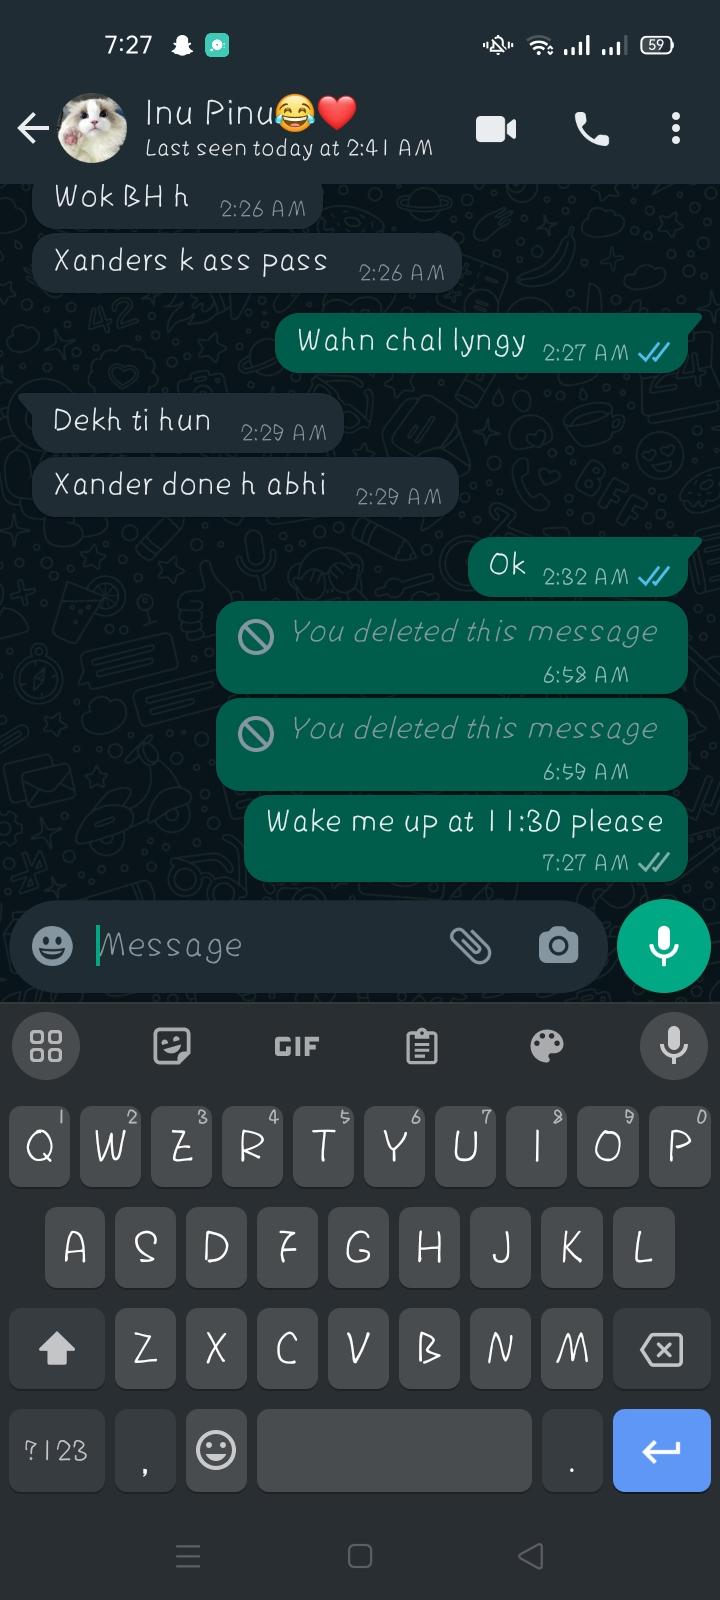 7:27
59
Inu Pinu😂❤️
Last seen today at 2:41 AM
Wok BH h 2:26 AM
Xanders k ass pass 2:26 AM
Wahn chal lyngy 2:27 AM
Dekh ti hun 2:29 AM
Xander done h abhi 2:29 AM
Ok 2:32 AM
You deleted this message
6:58 AM
You deleted this message
6:59 AM
Wake me up at 11:30 please
7:27 AM
Message
GIF
1 2 3 4 5 6 7 8 9 0
Q W E R T Y U I O P
A S D F G H J K L
Z X C V B N M
?123 , .